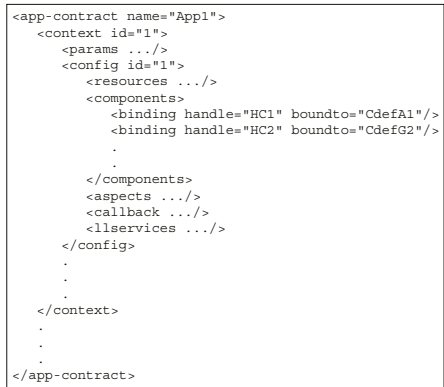 <app-contract name="App1">
<context id="1">
<params .../>
<config id="1">
<resources .../>
<components>
<binding handle="HC1" boundto="CdefA1"/>
<binding handle="HC2" boundto="CdefG2"/>
.
.
</components>
<aspects .../>
<callback .../>
<llservices .../>
</config>
.
.
.
</context>
.
.
.
</app-contract>